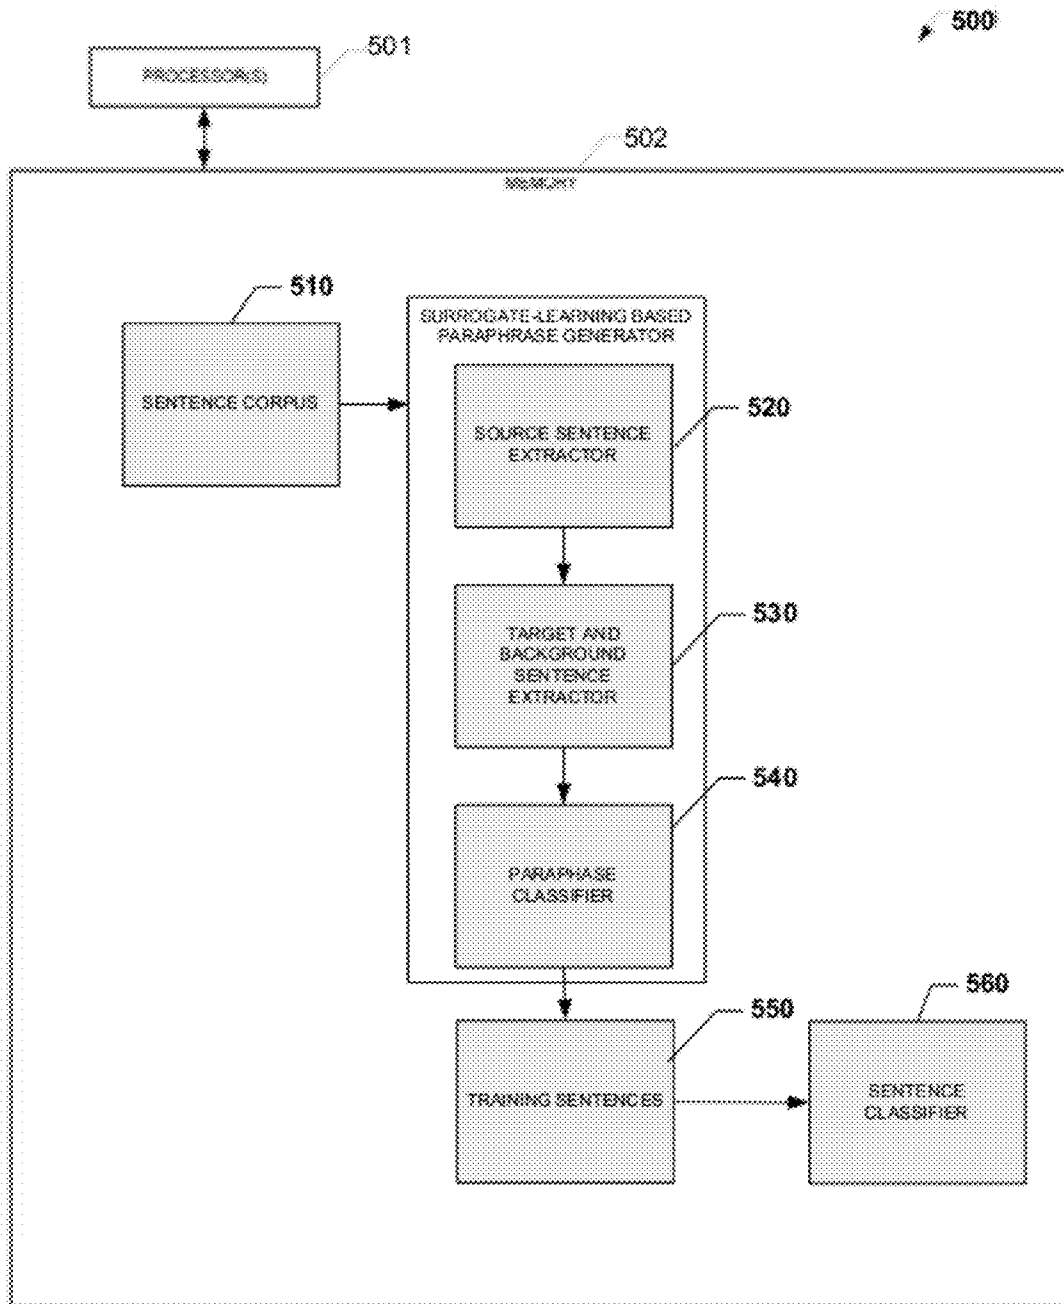 500
501
PROCESSOR(S)
502
MEMORY
510
SURROGATE-LEARNING BASED
PARAPHRASE GENERATOR
SENTENCE CORPUS
520
SOURCE SENTENCE
EXTRACTOR
530
TARGET AND
BACKGROUND
SENTENCE
EXTRACTOR
540
PARAPHASE
CLASSIFIER
550
560
TRAINING SENTENCES
SENTENCE
CLASSIFIER